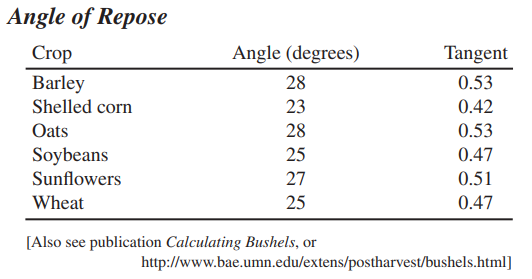 Angle of Repose
Crop Angle (degrees) Tangent
Barley 28 0.53
Shelled corn 23 0.42
Oats 28 0.53
Soybeans 25 0.47
Sunflowers 27 0.51
Wheat 25 0.47
[Also see publication Calculating Bushels, or
http://www.bae.umn.edu/extens/postharvest/bushels.html]